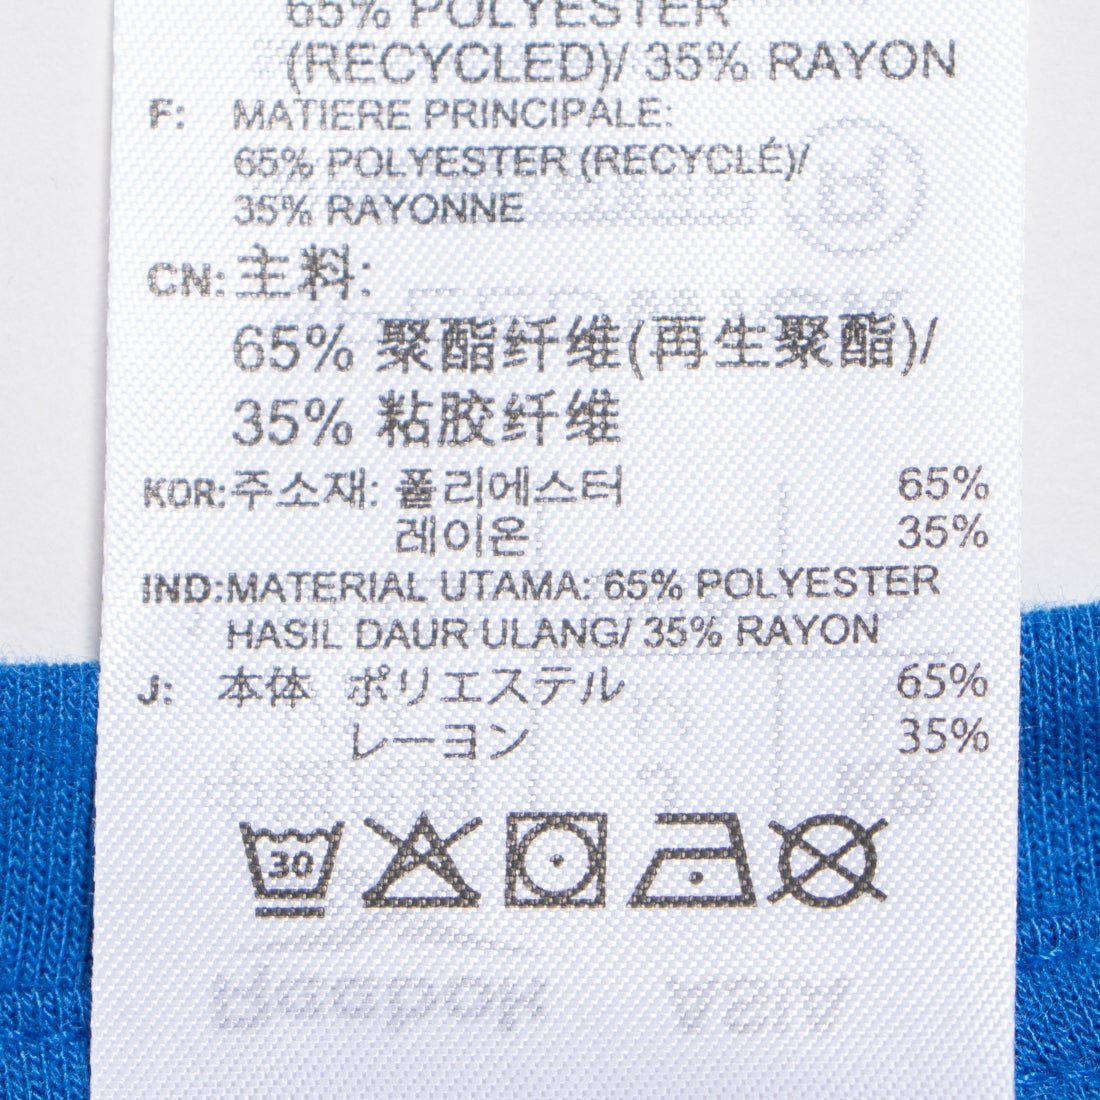 65% POLYESTER
(RECYCLED)/ 35% RAYON
F: MATIERE PRINCIPALE:
65% POLYESTER (RECYCLÉ)/
35% RAYONNE
CN: 主料:
65% 聚酯纤维(再生聚酯)/
35% 粘胶纤维
KOR: 주소재: 폴리에스터 65%
레이온 35%
IND: MATERIAL UTAMA: 65% POLYESTER
HASIL DAUR ULANG/ 35% RAYON
J: 本体 ポリエステル 65%
レーヨン 35%
30